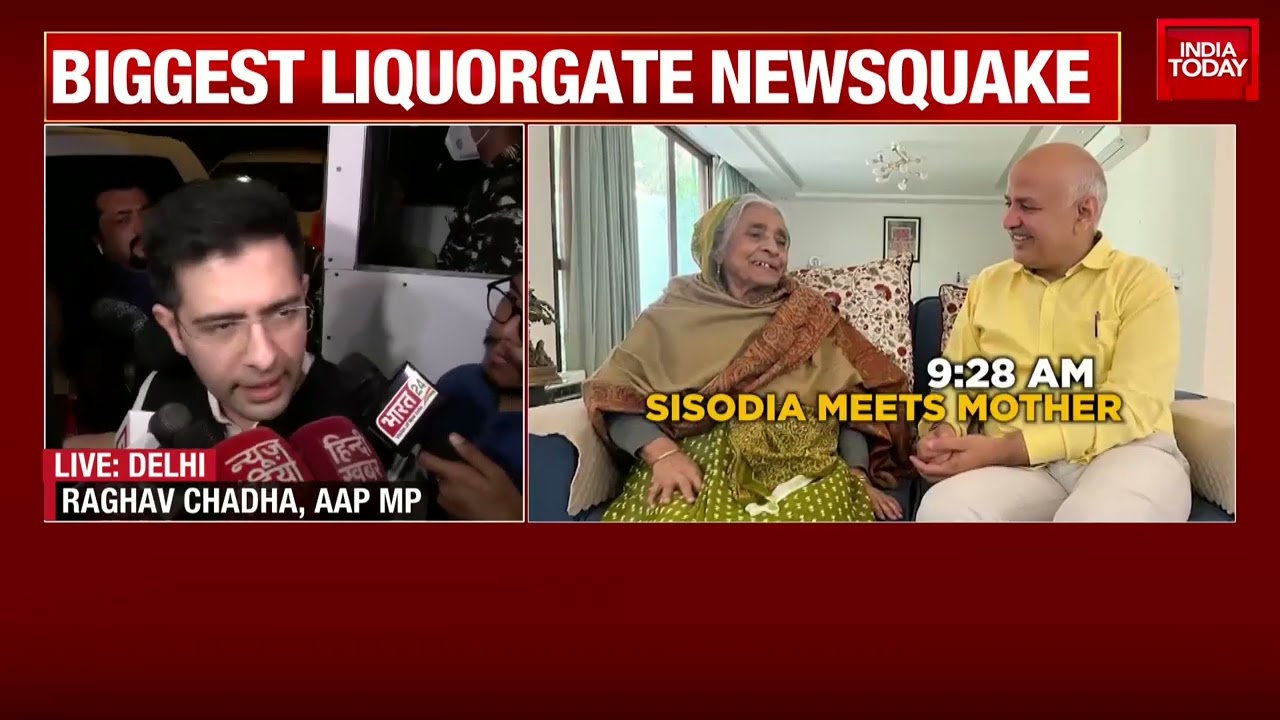 BIGGEST LIQUORGATE NEWSQUAKE
INDIA
TODAY
भारत 24
न्यूज़
हिन्दी
ख़बर
9:28 AM
SISODIA MEETS MOTHER
LIVE: DELHI
RAGHAV CHADHA, AAP MP